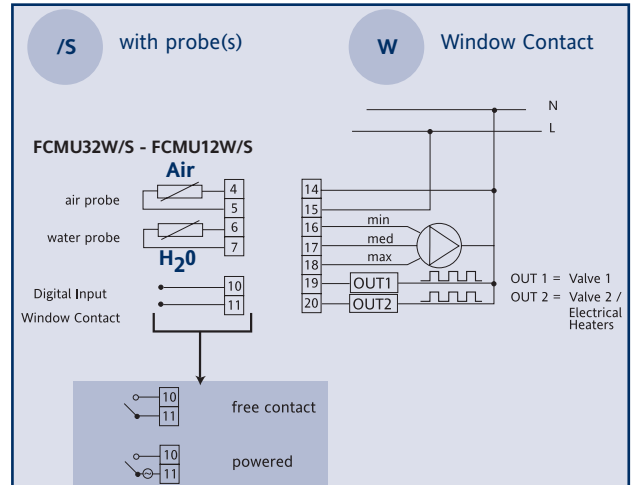 /S with probe(s)
W Window Contact
N
L
FCMU32W/S - FCMU12W/S
Air
air probe
4
5
water probe
6
7
H20
Digital Input
Window Contact
10
11
14
15
16 min
17 med
18 max
19 OUT1
20 OUT2
OUT 1 = Valve 1
OUT 2 = Valve 2 /
Electrical
Heaters
10
11
free contact
10
11
powered